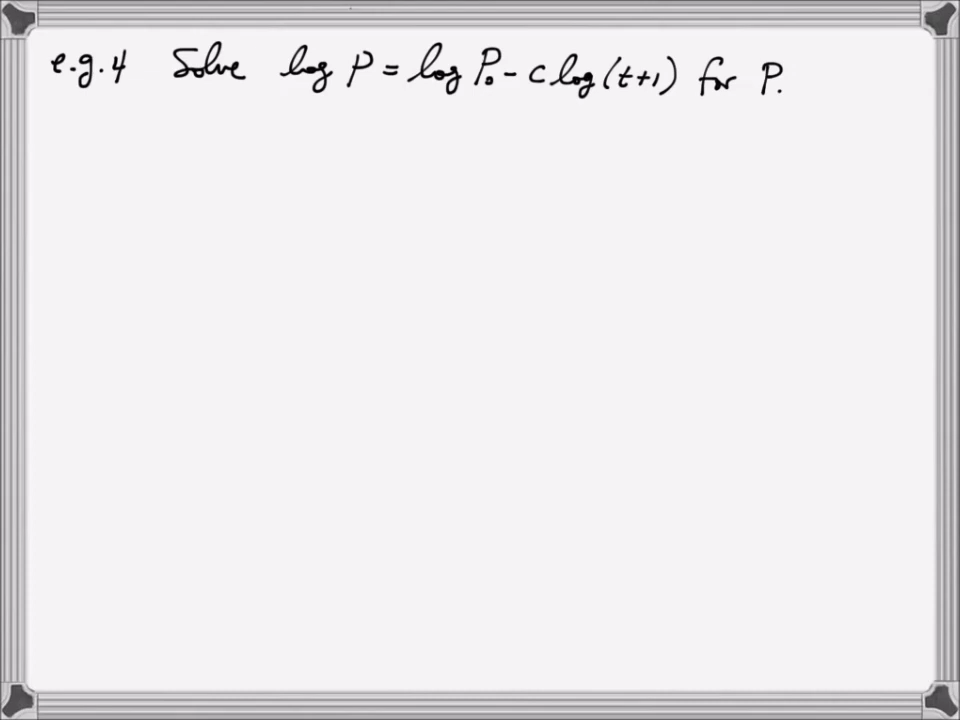 e.g. 4 Solve log P = log P₀ - c log (t+1) for P.